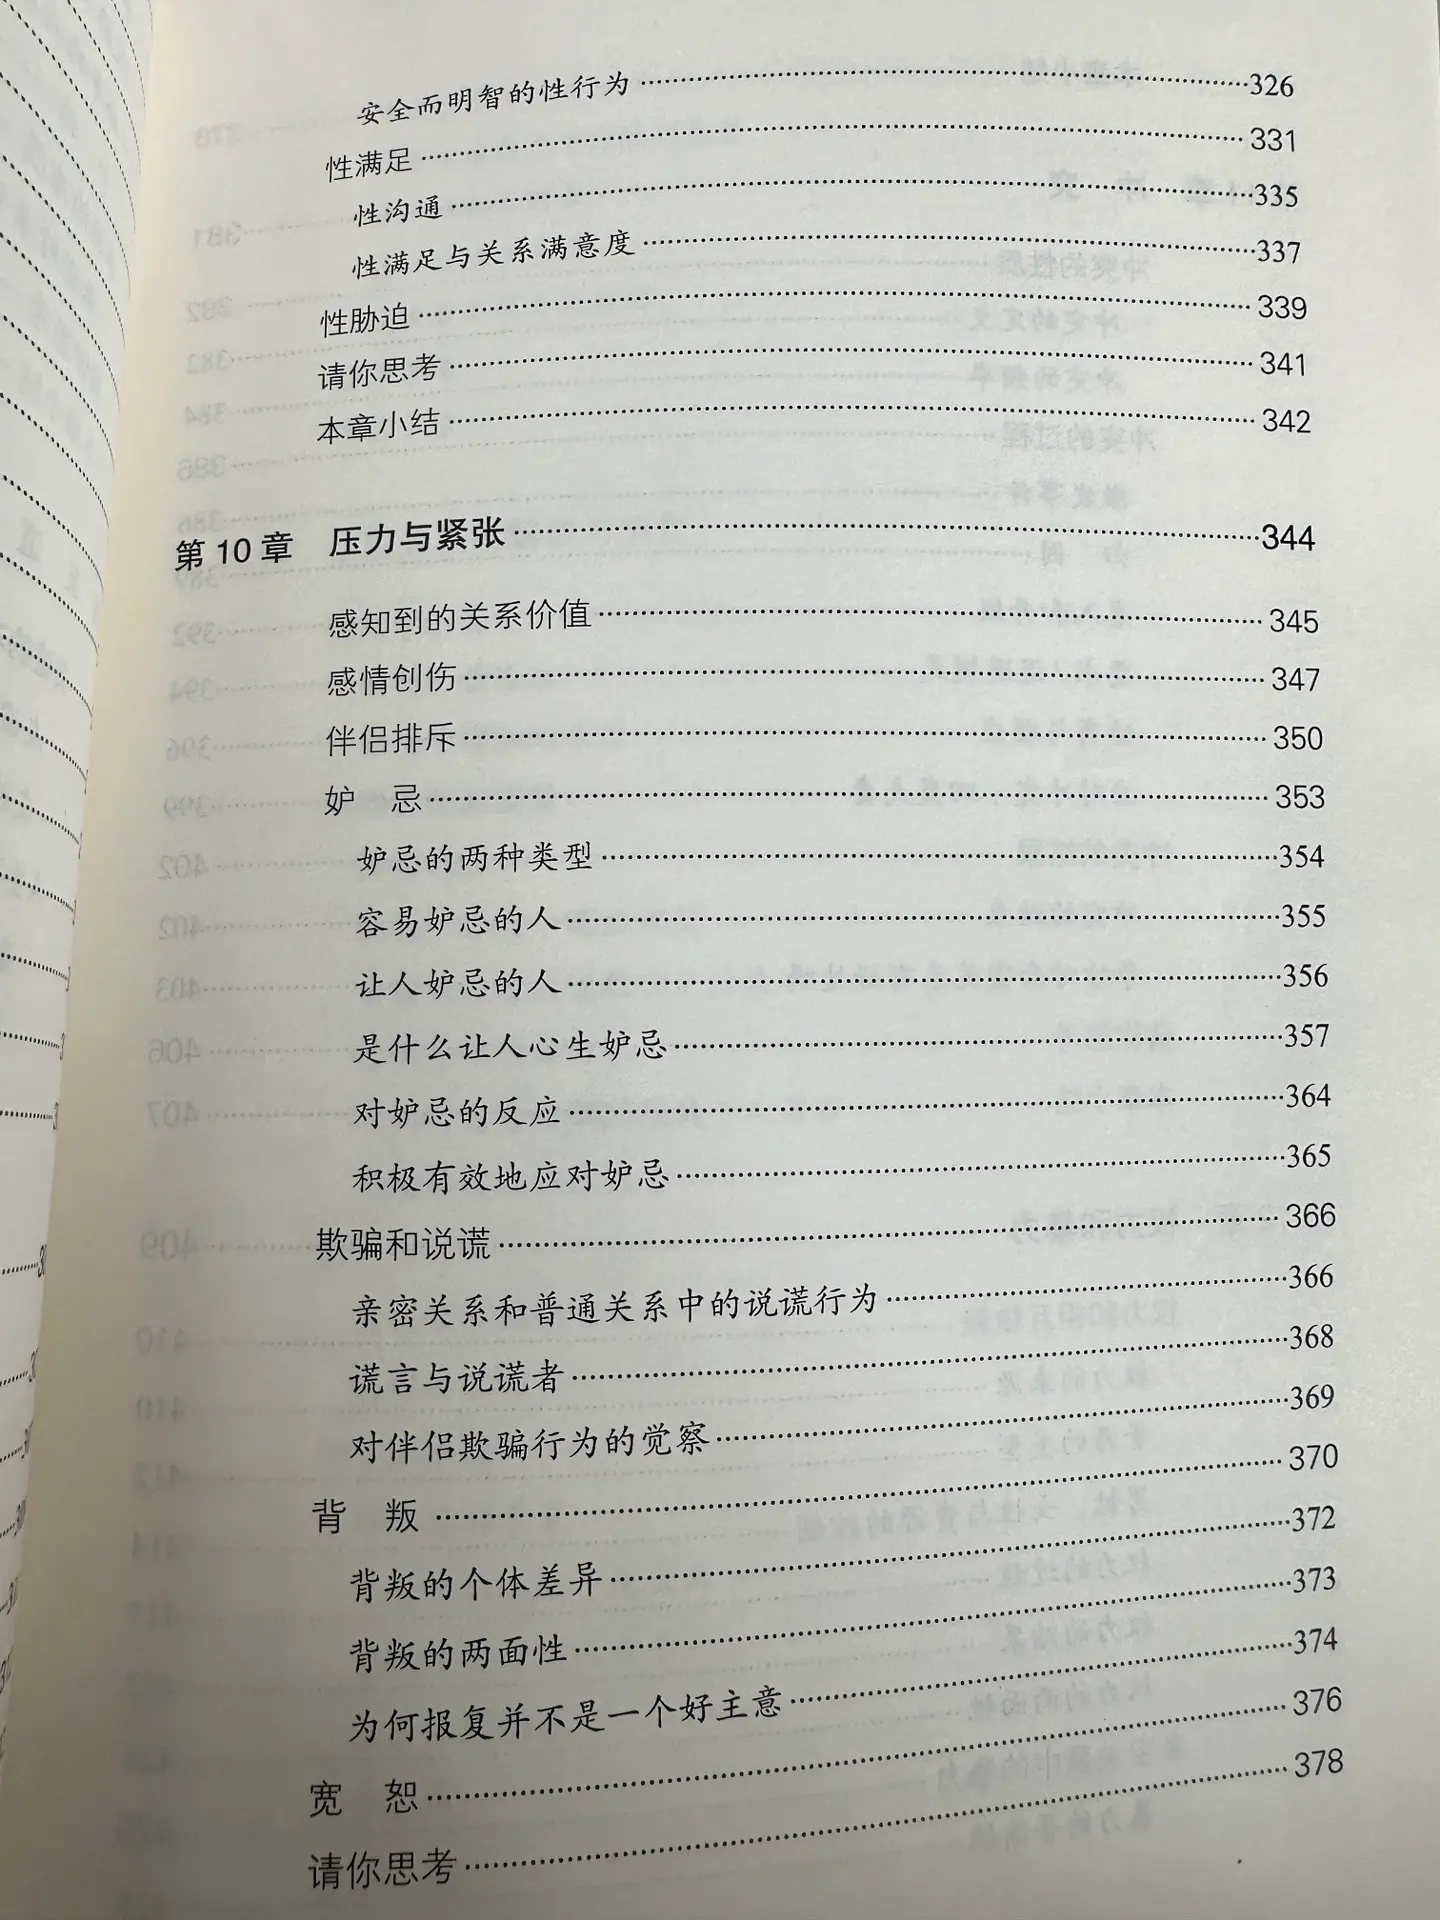 安全而明智的性行为 326
性满足 331
性沟通 335
性满足与关系满意度 337
性胁迫 339
请你思考 341
本章小结 342
第 10 章 压力与紧张 344
感知到的关系价值 345
感情创伤 347
伴侣排斥 350
妒 忌 353
妒忌的两种类型 354
容易妒忌的人 355
让人妒忌的人 356
是什么让人心生妒忌 357
对妒忌的反应 364
积极有效地应对妒忌 365
欺骗和说谎 366
亲密关系和普通关系中的说谎行为 366
谎言与说谎者 368
对伴侣欺骗行为的觉察 369
背 叛 370
背叛的个体差异 372
背叛的两面性 373
为何报复并不是一个好主意 374
宽 恕 376
请你思考 378